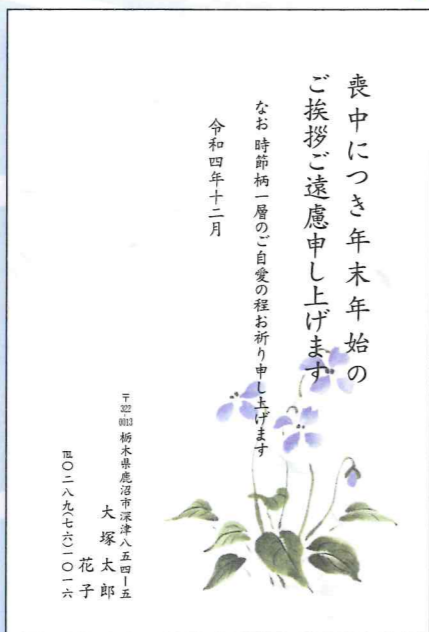 喪中につき年末年始の
ご挨拶ご遠慮申し上げます
なお 時節柄一層のご自愛の程お祈り申し上げます
令和四年十二月
〒322-0013 栃木県鹿沼市深津八五四ー五
大塚太郎
花子
℡〇二八九(七六)一〇一六